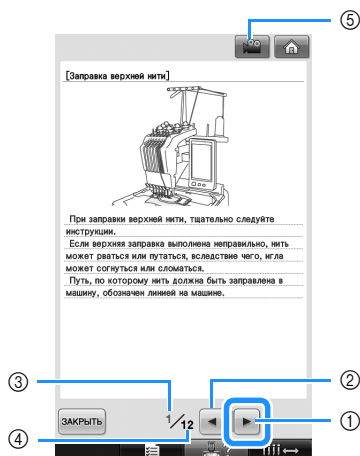 ⑤
[Заправка верхней нити]
При заправки верхней нити, тщательно следуйте
инструкции.
Если верхняя заправка выполнена неправильно, нить
может рваться или путаться, вследствие чего, игла
может согнуться или сломаться.
Путь, по которому нить должна быть заправлена в
машину, обозначен линией на машине.
③
②
ЗАКРЫТЬ
1/12
①
④